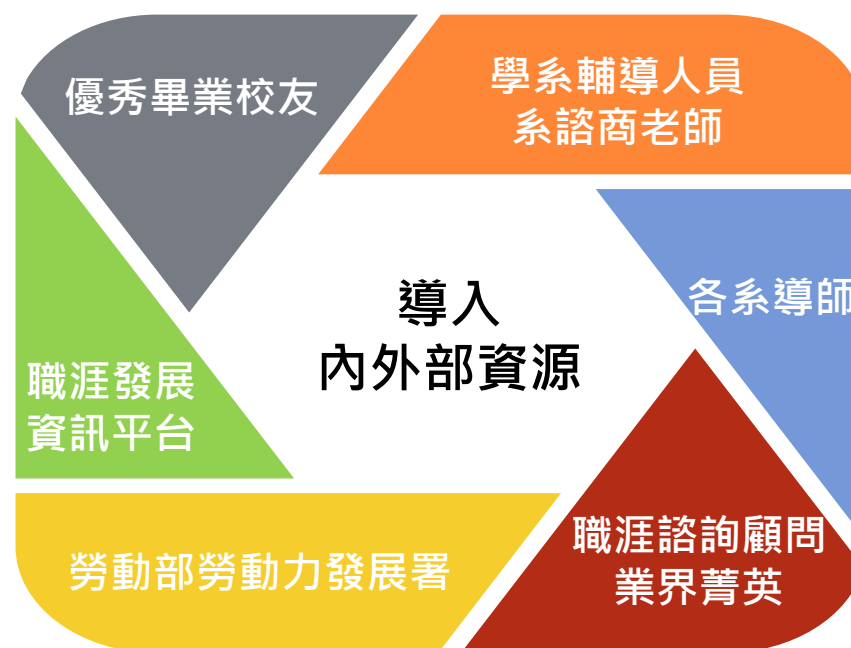 優秀畢業校友
學系輔導人員
系諮商老師
各系導師
導入
內外部資源
職涯發展
資訊平台
職涯諮詢顧問
業界菁英
勞動部勞動力發展署